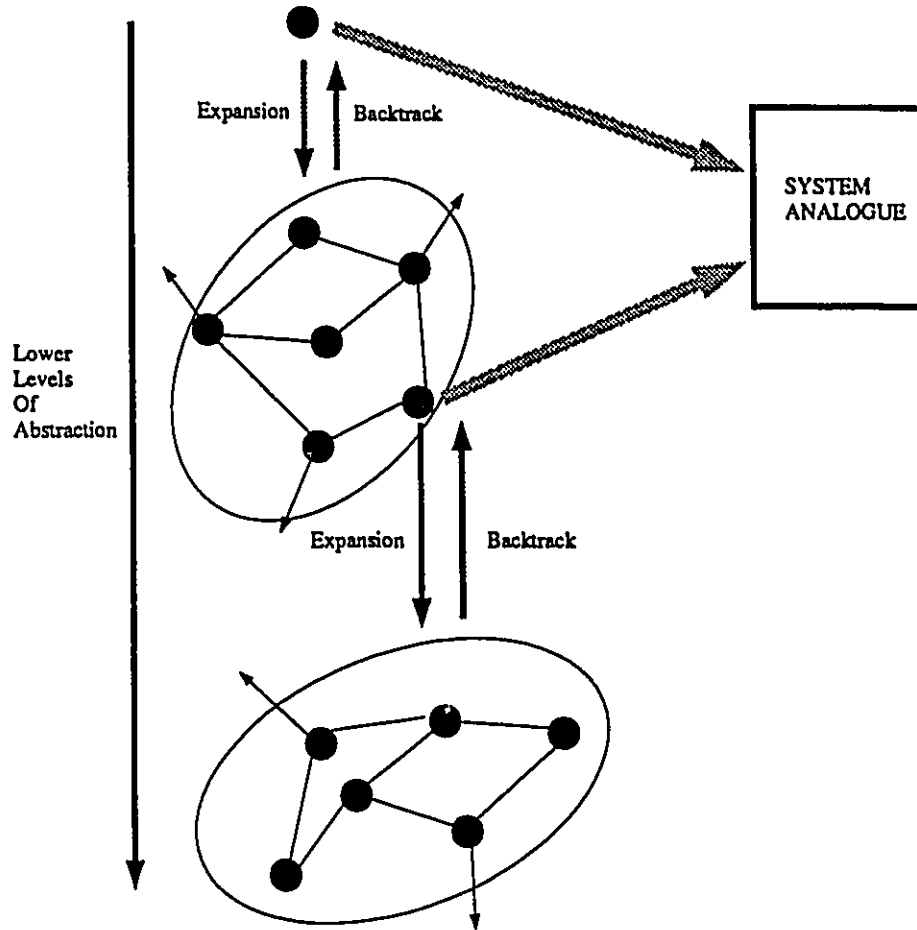 Expansion
Backtrack
SYSTEM
ANALOGUE
Lower
Levels
Of
Abstraction
Expansion
Backtrack